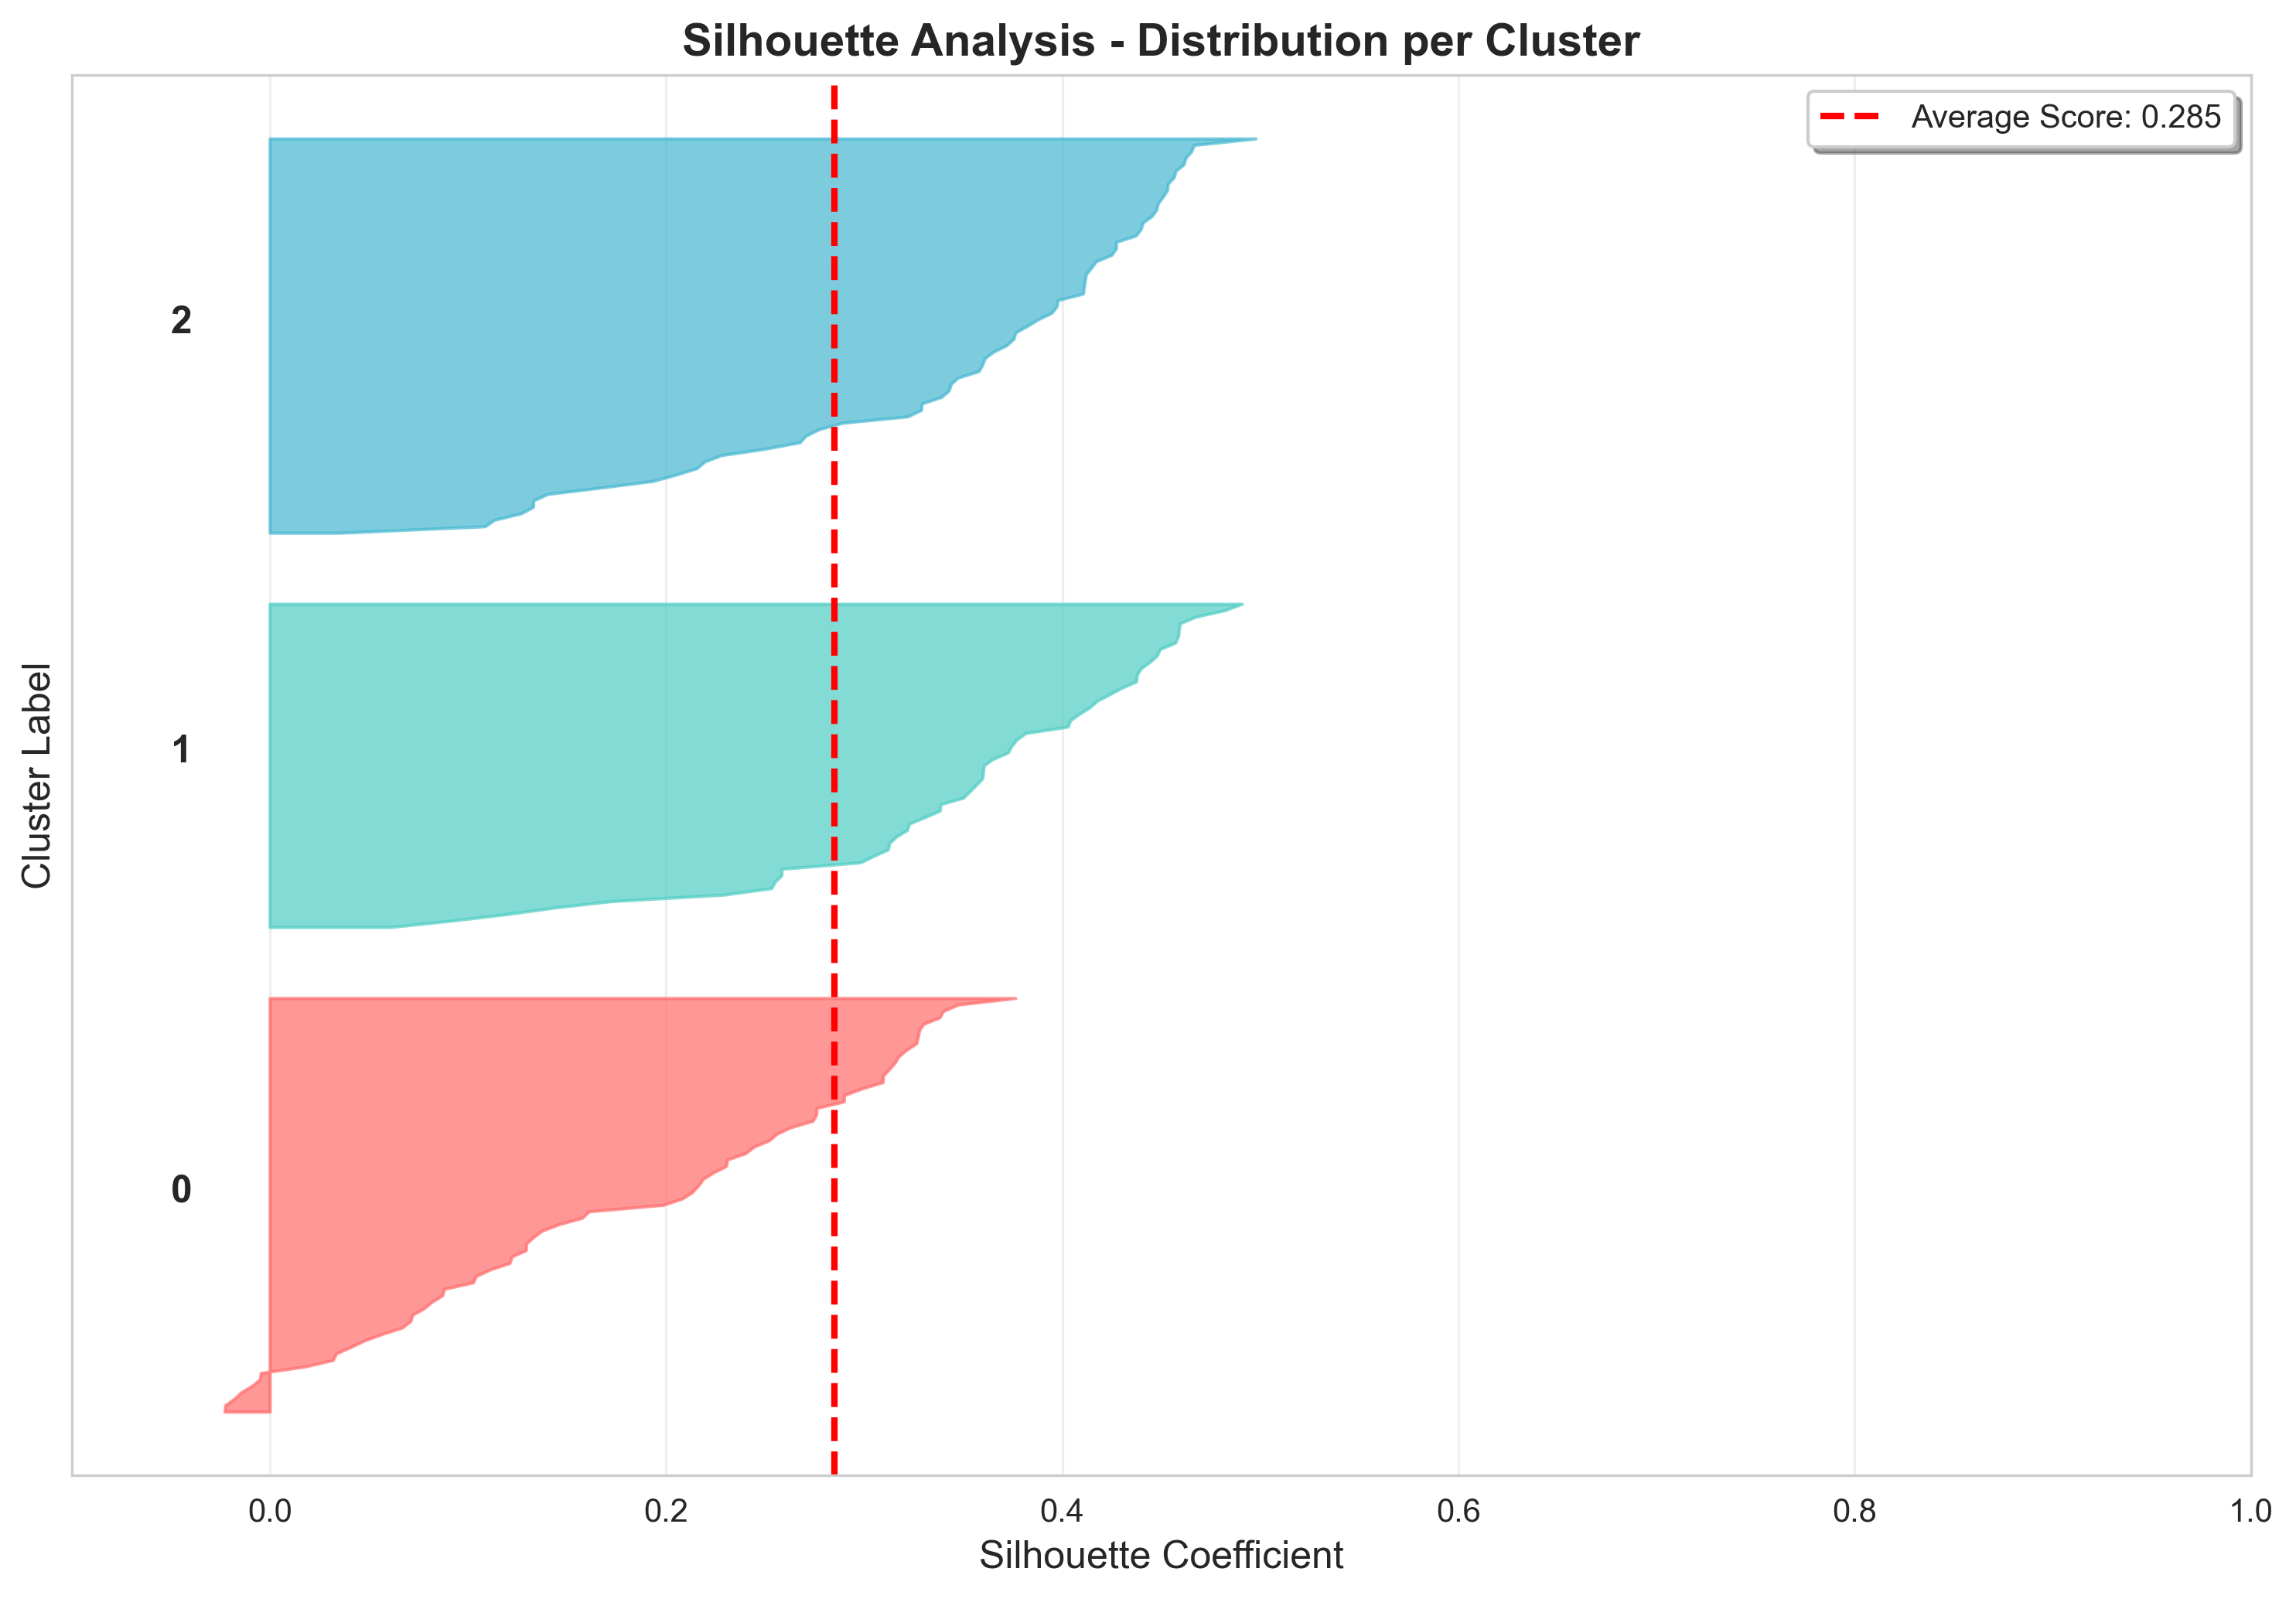 Silhouette Analysis - Distribution per Cluster
Average Score: 0.285
Cluster Label
2
1
0
0.0 0.2 0.4 0.6 0.8 1.0
Silhouette Coefficient